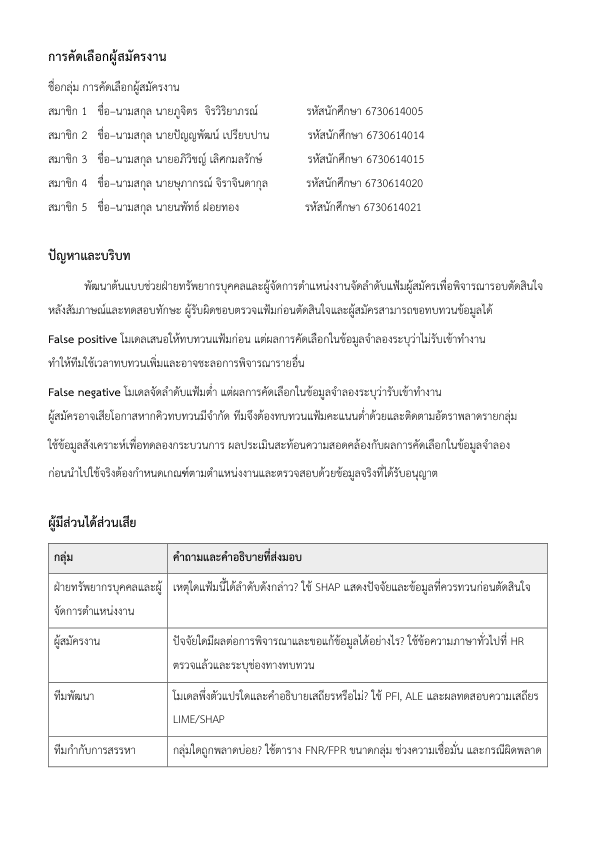 การคัดเลือกผู้สมัครงาน
ชื่อกลุ่ม การคัดเลือกผู้สมัครงาน
สมาชิก 1 ชื่อ–นามสกุล นายภูจิตร จิรวิริยาภรณ์ รหัสนักศึกษา 6730614005
สมาชิก 2 ชื่อ–นามสกุล นายปัญญพัฒน์ เปรียบปาน รหัสนักศึกษา 6730614014
สมาชิก 3 ชื่อ–นามสกุล นายอภิวิชญ์ เลิศกมลรักษ์ รหัสนักศึกษา 6730614015
สมาชิก 4 ชื่อ–นามสกุล นายษุภากรณ์ จิราจินดากุล รหัสนักศึกษา 6730614020
สมาชิก 5 ชื่อ–นามสกุล นายนพัทธ์ ฝอยทอง รหัสนักศึกษา 6730614021
ปัญหาและบริบท
พัฒนาต้นแบบช่วยฝ่ายทรัพยากรบุคคลและผู้จัดการตำแหน่งงานจัดลำดับแฟ้มผู้สมัครเพื่อพิจารณารอบตัดสินใจ
หลังสัมภาษณ์และทดสอบทักษะ ผู้รับผิดชอบตรวจแฟ้มก่อนตัดสินใจและผู้สมัครสามารถขอทบทวนข้อมูลได้
False positive โมเดลเสนอให้ทบทวนแฟ้มก่อน แต่ผลการคัดเลือกในข้อมูลจำลองระบุว่าไม่รับเข้าทำงาน
ทำให้ทีมใช้เวลาทบทวนเพิ่มและอาจชะลอการพิจารณารายอื่น
False negative โมเดลจัดลำดับแฟ้มต่ำ แต่ผลการคัดเลือกในข้อมูลจำลองระบุว่ารับเข้าทำงาน
ผู้สมัครอาจเสียโอกาสหากคิวทบทวนมีจำกัด ทีมจึงต้องทบทวนแฟ้มคะแนนต่ำด้วยและติดตามอัตราพลาดรายกลุ่ม
ใช้ข้อมูลสังเคราะห์เพื่อทดลองกระบวนการ ผลประเมินสะท้อนความสอดคล้องกับผลการคัดเลือกในข้อมูลจำลอง
ก่อนนำไปใช้จริงต้องกำหนดเกณฑ์ตามตำแหน่งงานและตรวจสอบด้วยข้อมูลจริงที่ได้รับอนุญาต
ผู้มีส่วนได้ส่วนเสีย
กลุ่ม คำถามและคำอธิบายที่ส่งมอบ
ฝ่ายทรัพยากรบุคคลและผู้ เหตุใดแฟ้มนี้ได้ลำดับดังกล่าว? ใช้ SHAP แสดงปัจจัยและข้อมูลที่ควรทวนก่อนตัดสินใจ
จัดการตำแหน่งงาน
ผู้สมัครงาน ปัจจัยใดมีผลต่อการพิจารณาและขอแก้ข้อมูลได้อย่างไร? ใช้ข้อความภาษาทั่วไปที่ HR
ตรวจแล้วและระบุช่องทางทบทวน
ทีมพัฒนา โมเดลพึ่งตัวแปรใดและคำอธิบายเสถียรหรือไม่? ใช้ PFI, ALE และผลทดสอบความเสถียร
LIME/SHAP
ทีมกำกับการสรรหา กลุ่มใดถูกพลาดบ่อย? ใช้ตาราง FNR/FPR ขนาดกลุ่ม ช่วงความเชื่อมั่น และกรณีผิดพลาด